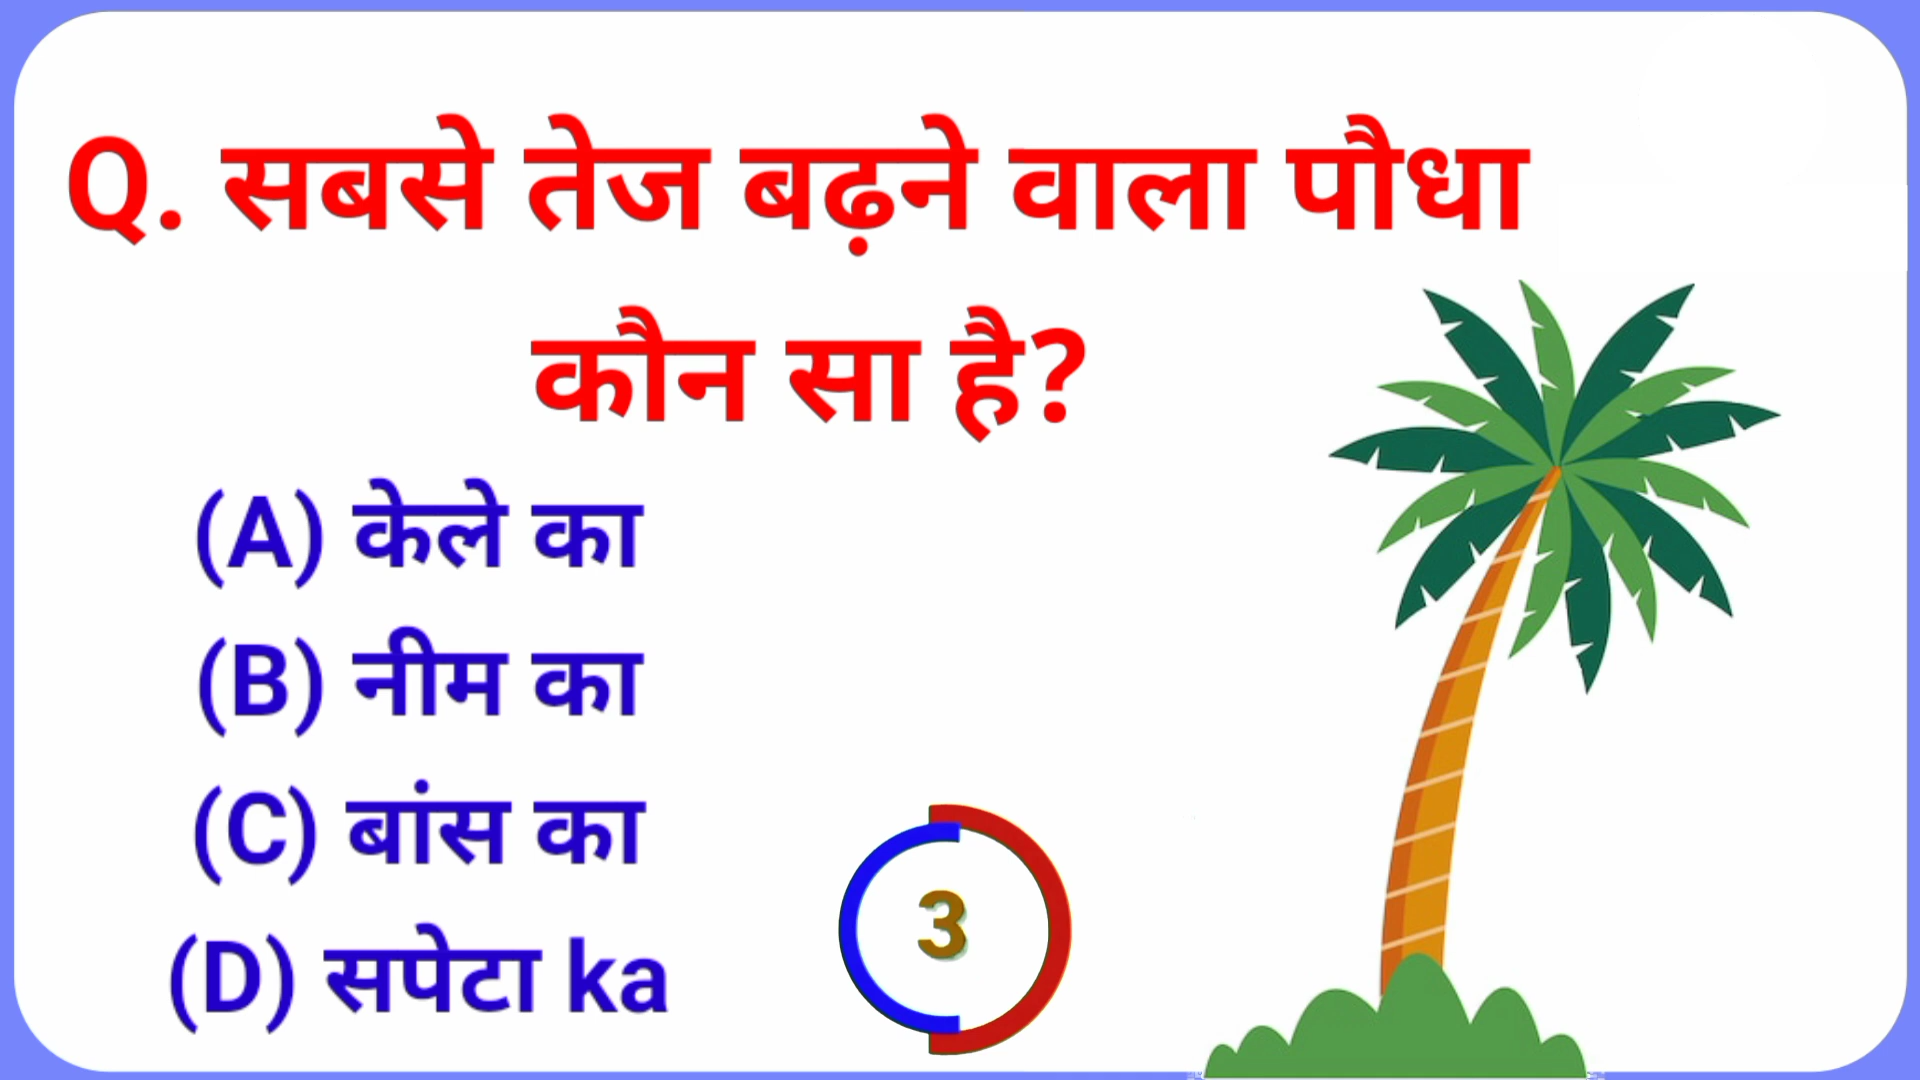 Q. सबसे तेज बढ़ने वाला पौधा
कौन सा है?
(A) केले का
(B) नीम का
(C) बांस का
(D) सपेटा ka
3